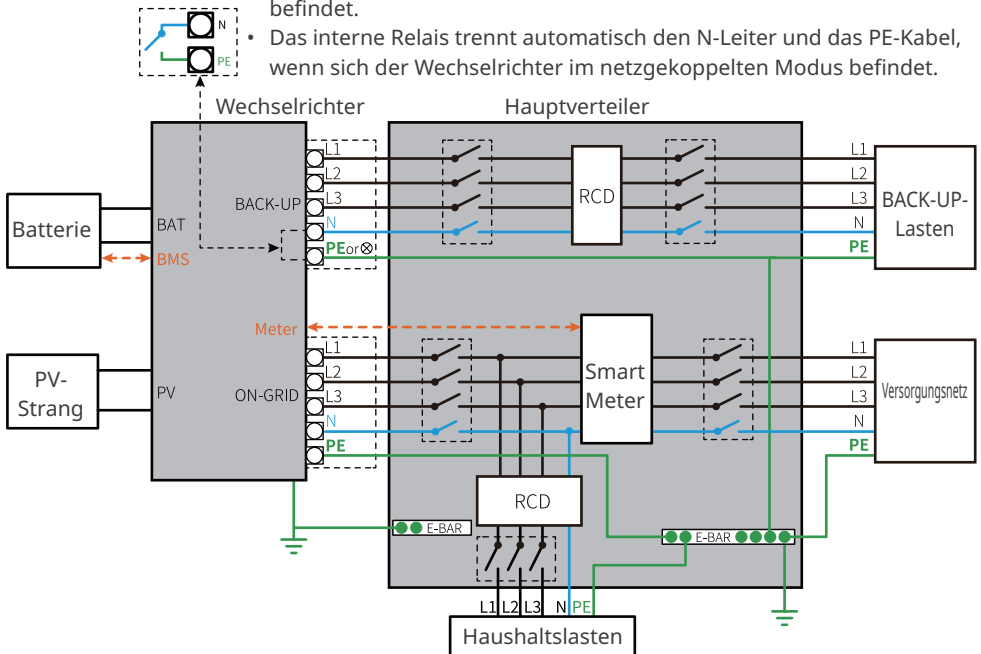 befindet.
N
PE
• Das interne Relais trennt automatisch den N-Leiter und das PE-Kabel,
wenn sich der Wechselrichter im netzgekoppelten Modus befindet.
Wechselrichter
Hauptverteiler
BACK-UP
L1
L2
L3
N
PEor⊗
RCD
L1
L2
L3
N
PE
BACK-UP-
Lasten
Batterie
BAT
BMS
Meter
PV-
Strang
PV
ON-GRID
L1
L2
L3
N
PE
Smart
Meter
L1
L2
L3
N
PE
Versorgungsnetz
RCD
E-BAR
E-BAR
L1 L2 L3 N PE
Haushaltslasten